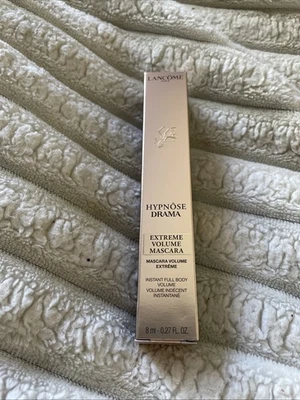 LANCÔME
HYPNÔSE
DRAMA
EXTREME
VOLUME
MASCARA
MASCARA VOLUME
EXTRÊME
INSTANT FULL BODY
VOLUME
VOLUME INDÉCENT
INSTANTANÉ
8 ml - 0.27 FL. OZ